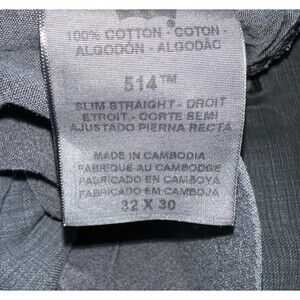 100% COTTON - COTON -
ALGODÓN - ALGODÃO
514™
SLIM STRAIGHT - DROIT
ETROIT - CORTE SEMI
AJUSTADO PIERNA RECTA
MADE IN CAMBODIA
FABRIQUE AU CAMBODGE
FABRICADO EN CAMBOYA
FABRICADO EM CAMBOJA
32 X 30